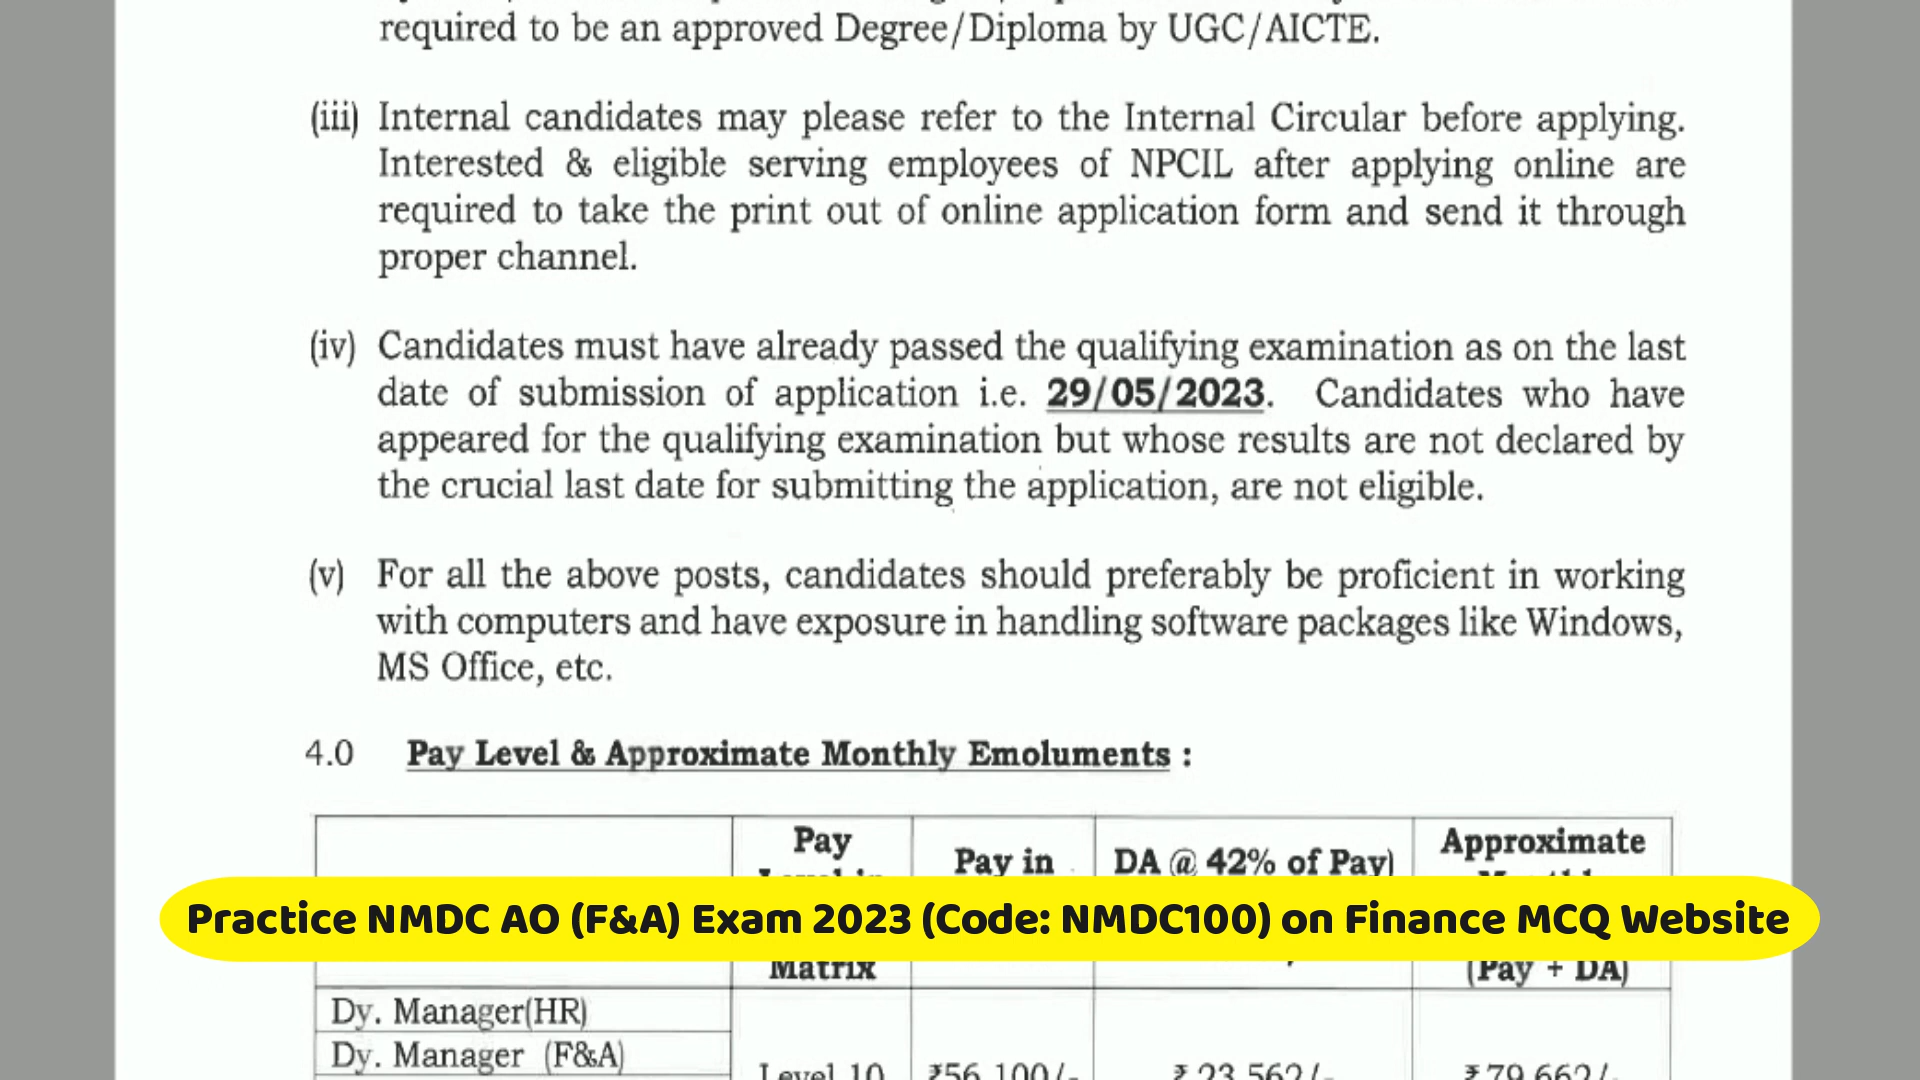 required to be an approved Degree/Diploma by UGC/AICTE.
(iii) Internal candidates may please refer to the Internal Circular before applying.
Interested & eligible serving employees of NPCIL after applying online are
required to take the print out of online application form and send it through
proper channel.
(iv) Candidates must have already passed the qualifying examination as on the last
date of submission of application i.e. 29/05/2023. Candidates who have
appeared for the qualifying examination but whose results are not declared by
the crucial last date for submitting the application, are not eligible.
(v) For all the above posts, candidates should preferably be proficient in working
with computers and have exposure in handling software packages like Windows,
MS Office, etc.
4.0 Pay Level & Approximate Monthly Emoluments :
Pay
Pay in
DA @ 42% of Pay)
Approximate
Practice NMDC AO (F&A) Exam 2023 (Code: NMDC100) on Finance MCQ Website
Matrix
(Pay + DA)
Dy. Manager(HR)
Dy. Manager (F&A)
Level 10 ₹56,100/- ₹ 23,562/- ₹79,662/-